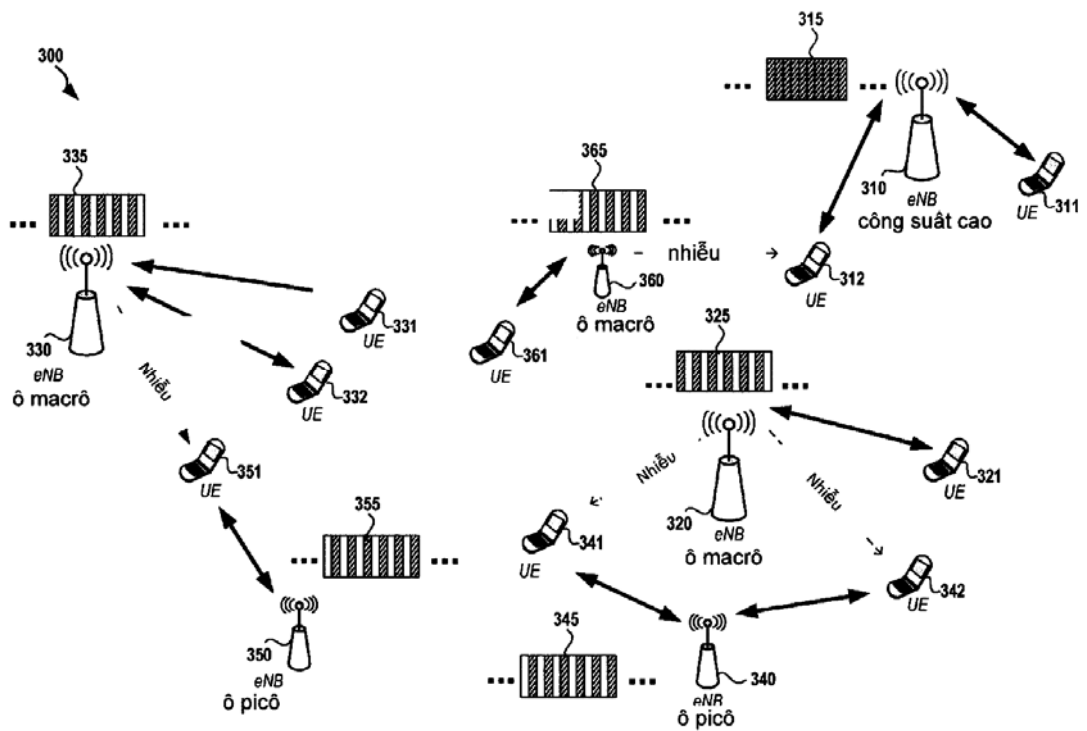 300
315
310
eNB
công suât cao
311
UE
335
330
eNB
ô macrô
331
UE
332
UE
Nhiễu
365
360
eNB
ô macrô
nhiễu
312
UE
361
UE
325
320
eNB
ô macrô
Nhiễu
Nhiễu
321
UE
351
UE
355
350
eNB
ô picô
341
UE
342
UE
345
340
eNB
ô picô